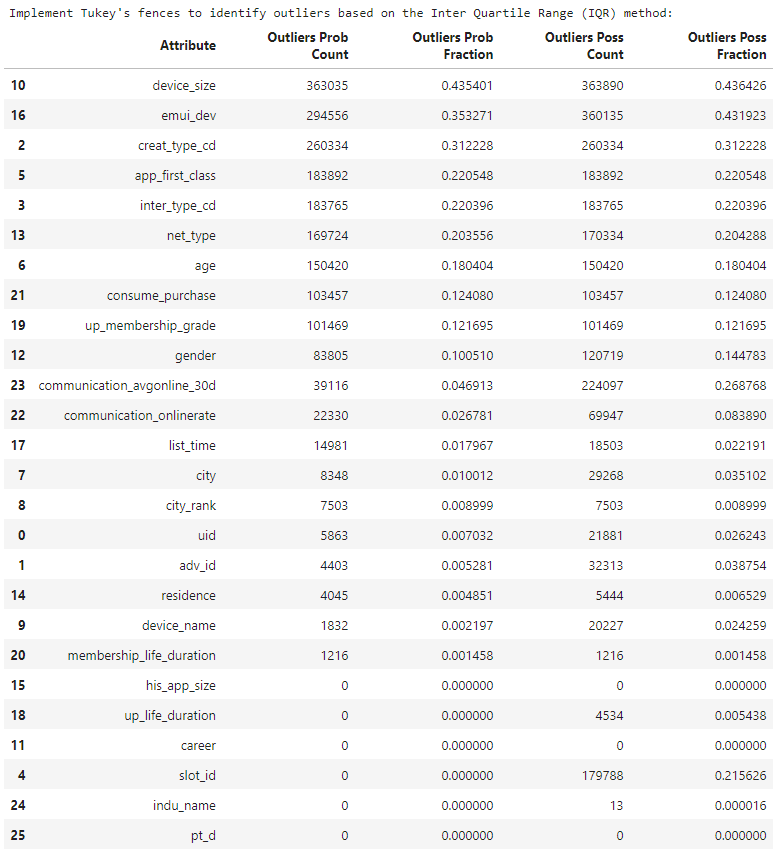 Implement Tukey's fences to identify outliers based on the Inter Quartile Range (IQR) method:
Attribute Outliers Prob Count Outliers Prob Fraction Outliers Poss Count Outliers Poss Fraction
10 device_size 363035 0.435401 363890 0.436426
16 emui_dev 294556 0.353271 360135 0.431923
2 creat_type_cd 260334 0.312228 260334 0.312228
5 app_first_class 183892 0.220548 183892 0.220548
3 inter_type_cd 183765 0.220396 183765 0.220396
13 net_type 169724 0.203556 170334 0.204288
6 age 150420 0.180404 150420 0.180404
21 consume_purchase 103457 0.124080 103457 0.124080
19 up_membership_grade 101469 0.121695 101469 0.121695
12 gender 83805 0.100510 120719 0.144783
23 communication_avgonline_30d 39116 0.046913 224097 0.268768
22 communication_onlinerate 22330 0.026781 69947 0.083890
17 list_time 14981 0.017967 18503 0.022191
7 city 8348 0.010012 29268 0.035102
8 city_rank 7503 0.008999 7503 0.008999
0 uid 5863 0.007032 21881 0.026243
1 adv_id 4403 0.005281 32313 0.038754
14 residence 4045 0.004851 5444 0.006529
9 device_name 1832 0.002197 20227 0.024259
20 membership_life_duration 1216 0.001458 1216 0.001458
15 his_app_size 0 0.000000 0 0.000000
18 up_life_duration 0 0.000000 4534 0.005438
11 career 0 0.000000 0 0.000000
4 slot_id 0 0.000000 179788 0.215626
24 indu_name 0 0.000000 13 0.000016
25 pt_d 0 0.000000 0 0.000000